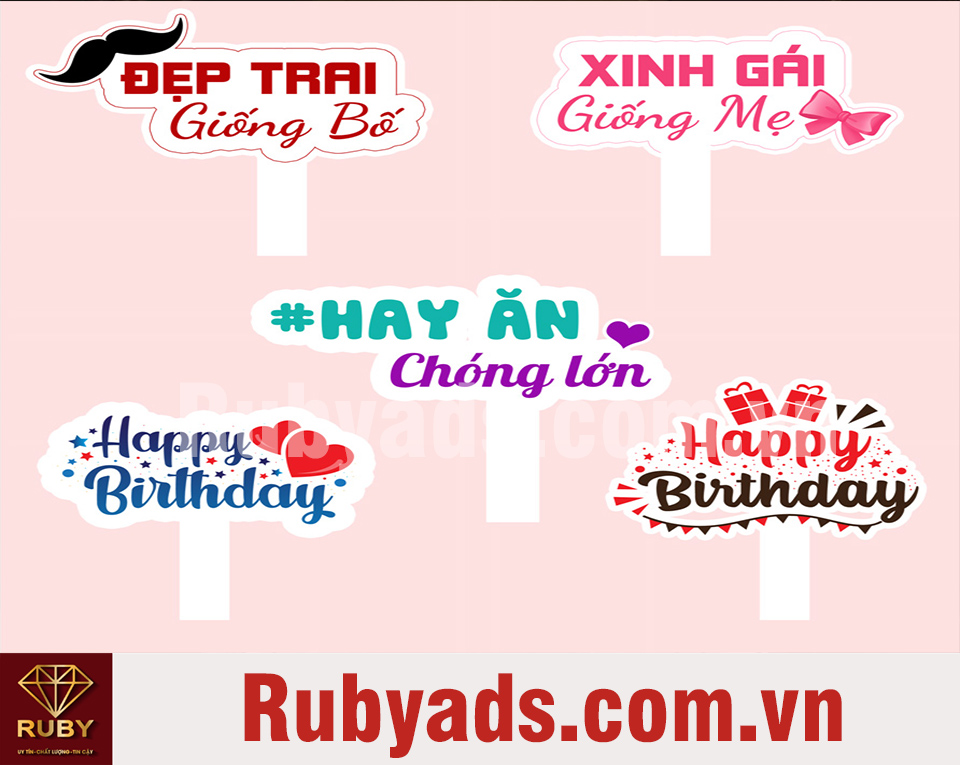 ĐẸP TRAI
Giống Bố
XINH GÁI
Giống Mẹ
#HAY ĂN
Chóng lớn
Rubyads.com.vn
Happy
Birthday
Happy
Birthday
RUBY
UY TÍN-CHẤT LƯỢNG-TIN CẬY
Rubyads.com.vn